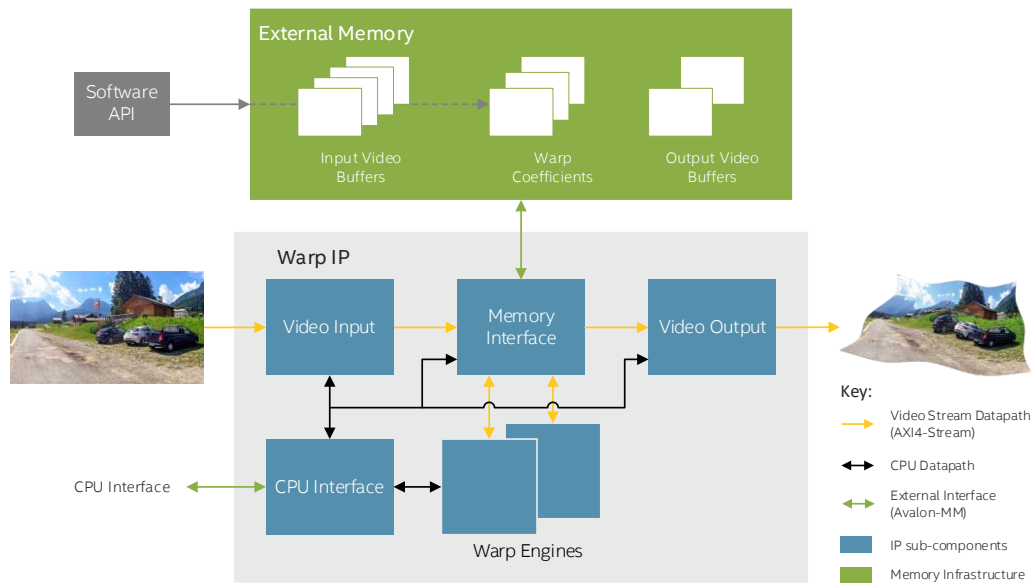 External Memory
Software
API
Input Video
Buffers
Warp
Coefficients
Output Video
Buffers
Warp IP
Video Input
Memory
Interface
Video Output
Key:
Video Stream Datapath
(AXI4-Stream)
CPU Interface
CPU Interface
CPU Datapath
External Interface
(Avalon-MM)
Warp Engines
IP sub-components
Memory Infrastructure